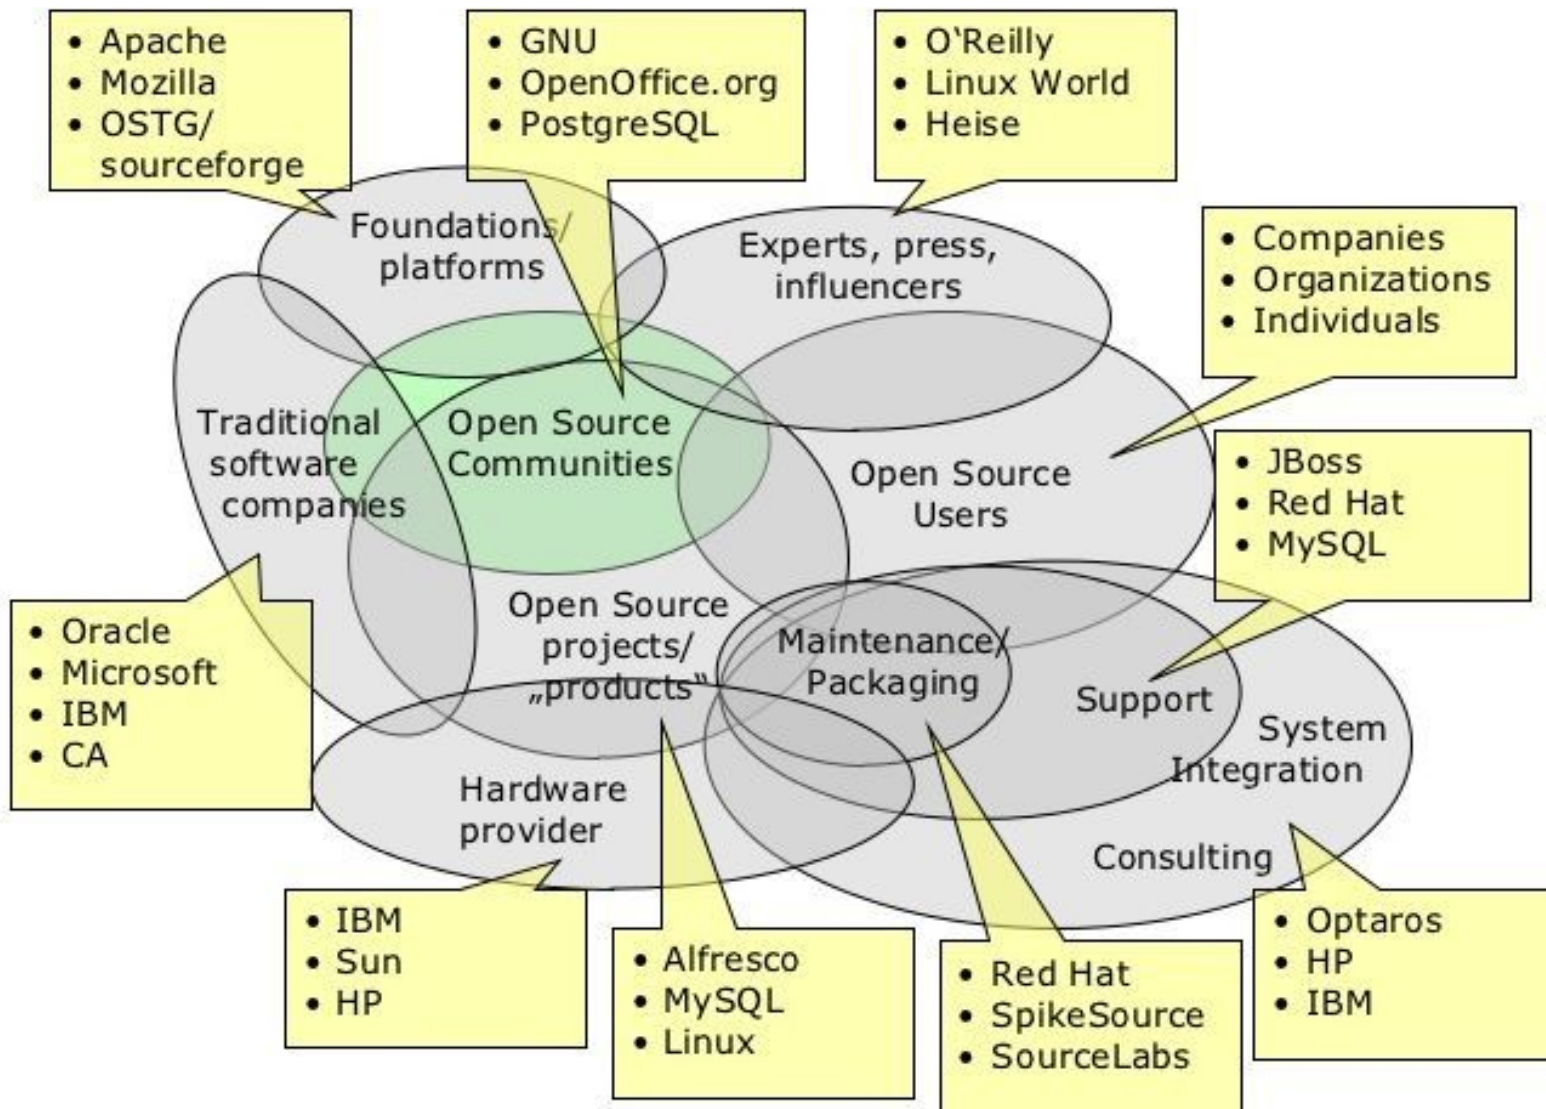 • Apache
• Mozilla
• OSTG/
sourceforge
• GNU
• OpenOffice.org
• PostgreSQL
• O‘Reilly
• Linux World
• Heise
Foundations/
platforms
Experts, press,
influencers
• Companies
• Organizations
• Individuals
Traditional
software
companies
Open Source
Communities
Open Source
Users
• JBoss
• Red Hat
• MySQL
• Oracle
• Microsoft
• IBM
• CA
Open Source
projects/
„products“
Maintenance/
Packaging
Support
System
Integration
Hardware
provider
Consulting
• IBM
• Sun
• HP
• Alfresco
• MySQL
• Linux
• Red Hat
• SpikeSource
• SourceLabs
• Optaros
• HP
• IBM